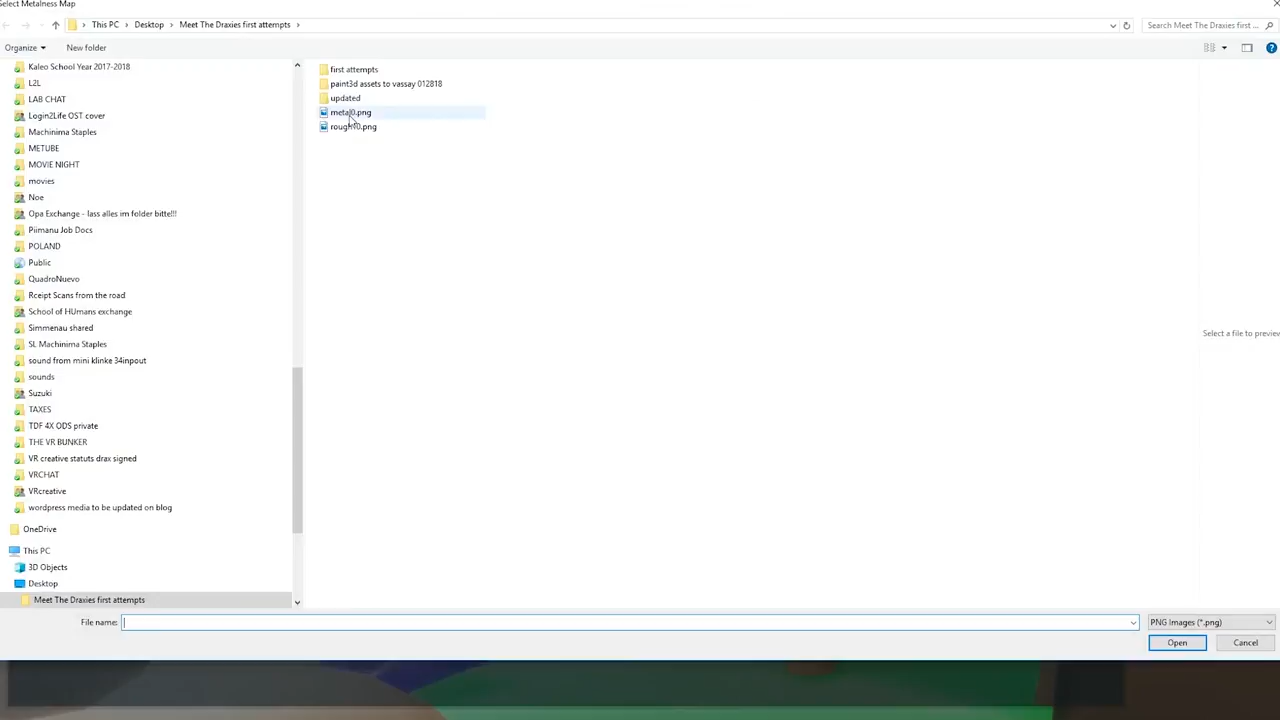 Select Metalness Map
This PC > Desktop > Meet The Draxies first attempts >
Search Meet The Draxies first ...
Organize
New folder
Kaleo School Year 2017-2018
L2L
LAB CHAT
Login2Life OST cover
Machinima Staples
METUBE
MOVIE NIGHT
movies
Noe
Opa Exchange - lass alles im folder bitte!!!
Piimanu Job Docs
POLAND
Public
QuadroNuevo
Rceipt Scans from the road
School of HUmans exchange
Simmenau shared
SL Machinima Staples
sound from mini klinke 34inpout
sounds
Suzuki
TAXES
TDF 4X ODS private
THE VR BUNKER
VR creative statuts drax signed
VRCHAT
VRcreative
wordpress media to be updated on blog
OneDrive
This PC
3D Objects
Desktop
Meet The Draxies first attempts
first attempts
paint3d assets to vassay 012818
updated
metal0.png
rough0.png
Select a file to preview
File name:
PNG Images (*.png)
Open
Cancel